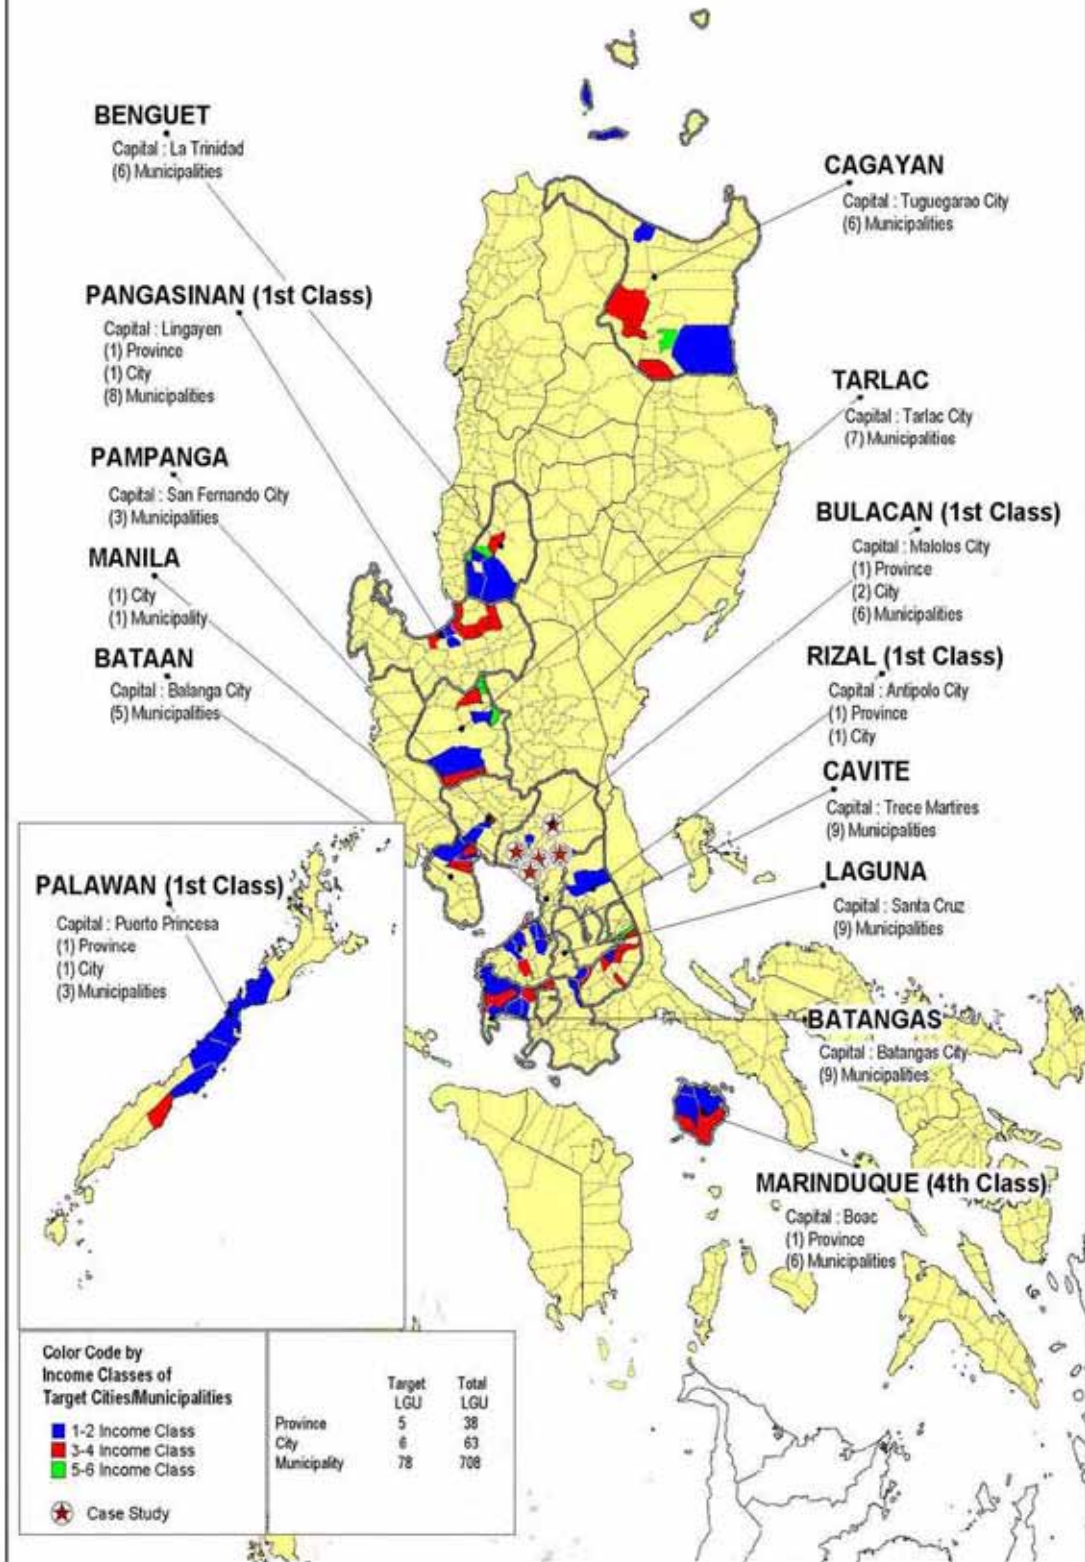 BENGUET
Capital : La Trinidad
(6) Municipalities
CAGAYAN
Capital : Tuguegarao City
(6) Municipalities
PANGASINAN (1st Class)
Capital : Lingayen
(1) Province
(1) City
(8) Municipalities
TARLAC
Capital : Tarlac City
(7) Municipalities
PAMPANGA
Capital : San Fernando City
(3) Municipalities
BULACAN (1st Class)
Capital : Malolos City
(1) Province
(2) City
(6) Municipalities
MANILA
(1) City
(1) Municipality
BATAAN
Capital : Balanga City
(5) Municipalities
RIZAL (1st Class)
Capital : Antipolo City
(1) Province
(1) City
CAVITE
Capital : Trece Martires
(9) Municipalities
LAGUNA
Capital : Santa Cruz
(9) Municipalities
PALAWAN (1st Class)
Capital : Puerto Princesa
(1) Province
(1) City
(3) Municipalities
BATANGAS
Capital : Batangas City
(9) Municipalities
MARINDUQUE (4th Class)
Capital : Boac
(1) Province
(6) Municipalities
Color Code by
Income Classes of
Target Cities/Municipalities
1-2 Income Class
3-4 Income Class
5-6 Income Class
Case Study
Target Total
LGU LGU
Province 5 38
City 6 63
Municipality 78 708